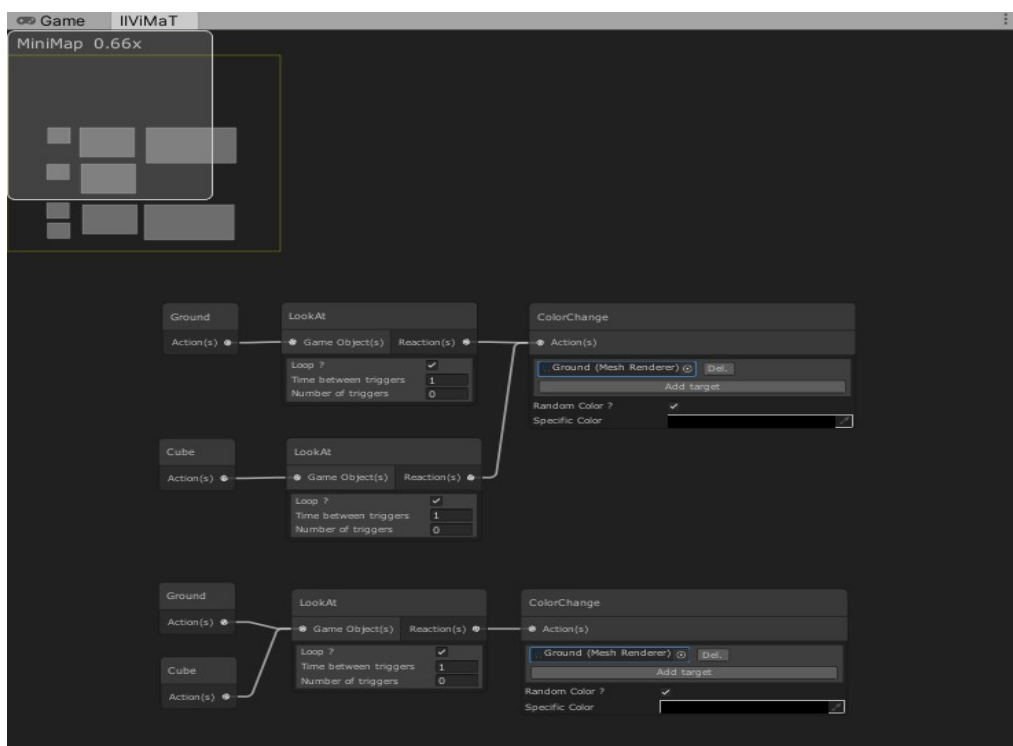 Game IIViMaT
MiniMap 0.66x
Ground LookAt ColorChange
Action(s) Game Object(s) Reaction(s) Action(s)
Loop ?
Ground (Mesh Renderer) Del.
Time between triggers 1
Add target
Number of triggers 0
Random Color ?
Specific Color
Cube LookAt
Action(s) Game Object(s) Reaction(s)
Loop ?
Time between triggers 1
Number of triggers 0
Ground LookAt ColorChange
Action(s) Game Object(s) Reaction(s) Action(s)
Loop ?
Ground (Mesh Renderer) Del.
Cube
Time between triggers 1
Add target
Number of triggers 0
Action(s)
Random Color ?
Specific Color